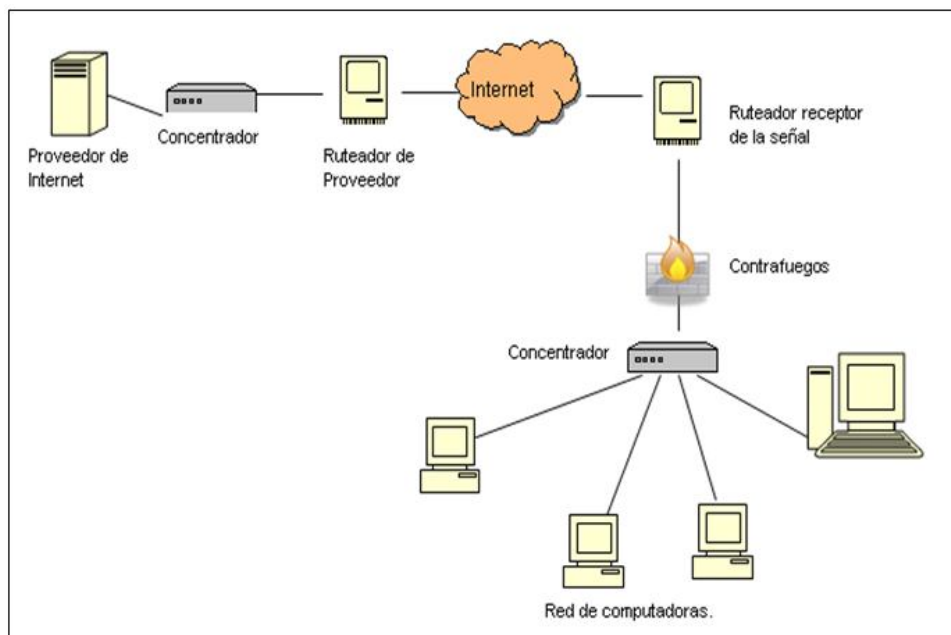 Proveedor de
Internet
Concentrador
Ruteador de
Proveedor
Internet
Ruteador receptor
de la señal
Contrafuegos
Concentrador
Red de computadoras.